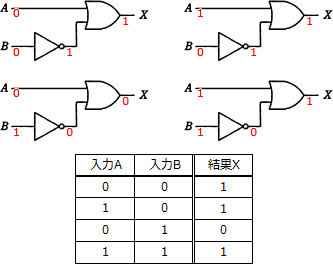 A 0 X 1
B 0 1
A 1 X 1
B 0 1
A 0 X 0
B 1 0
A 1 X 1
B 1 0
入力A 入力B 結果X
0 0 1
1 0 1
0 1 0
1 1 1